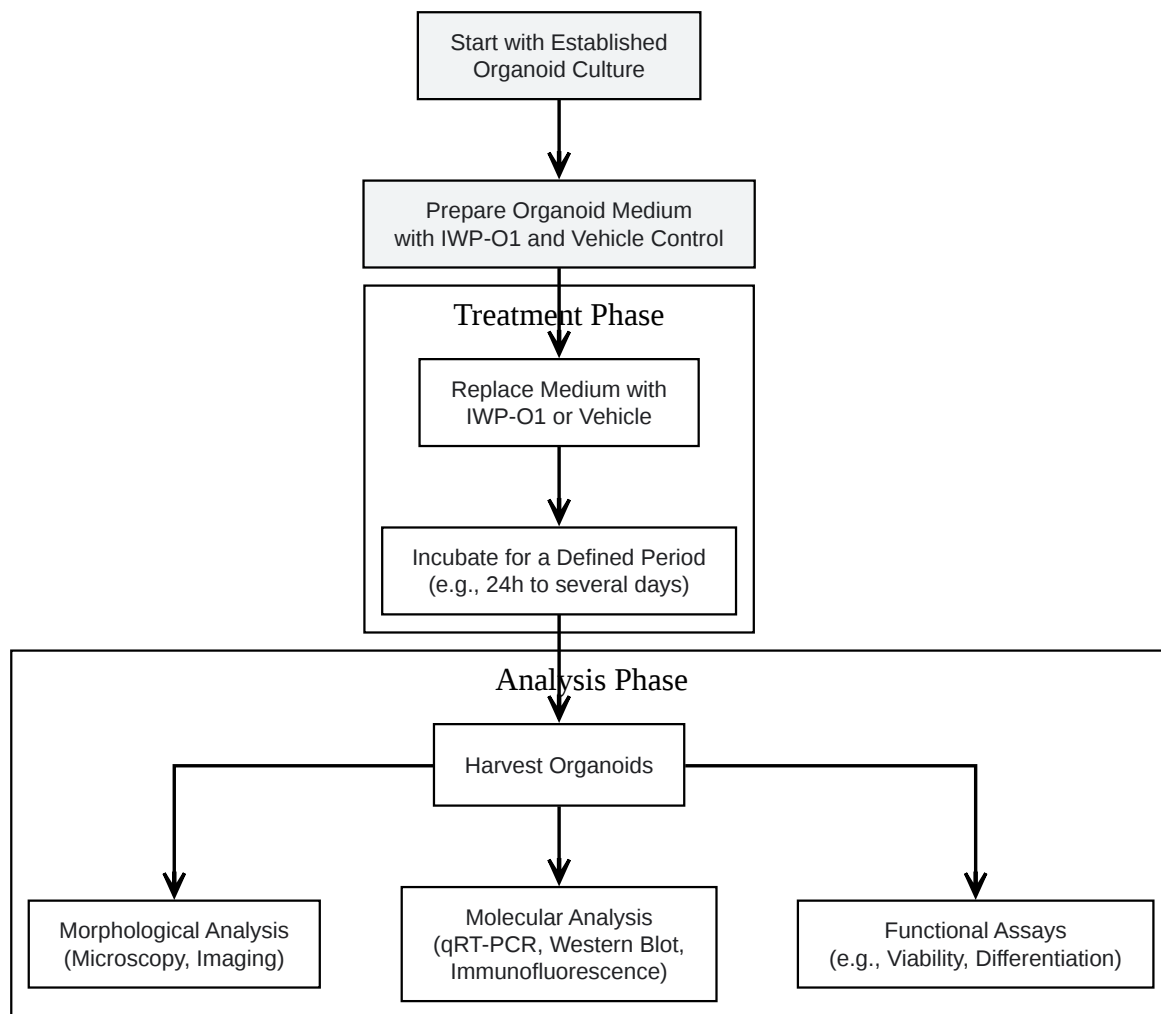 Start with Established
Organoid Culture
Prepare Organoid Medium
with IWP-O1 and Vehicle Control
Treatment Phase
Replace Medium with
IWP-O1 or Vehicle
Incubate for a Defined Period
(e.g., 24h to several days)
Analysis Phase
Harvest Organoids
Morphological Analysis
(Microscopy, Imaging)
Molecular Analysis
(qRT-PCR, Western Blot,
Immunofluorescence)
Functional Assays
(e.g., Viability, Differentiation)